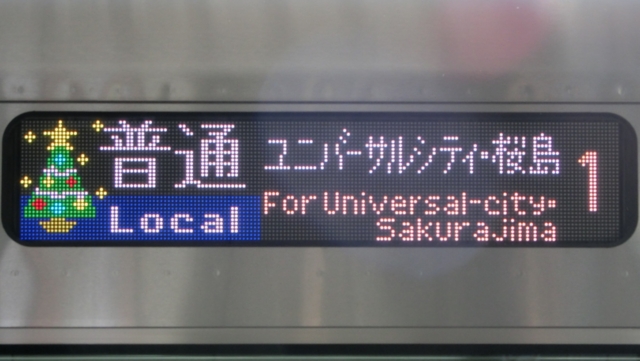 普通
Local
ユニバーサルシティ・桜島
For Universal-city・
Sakurajima
1